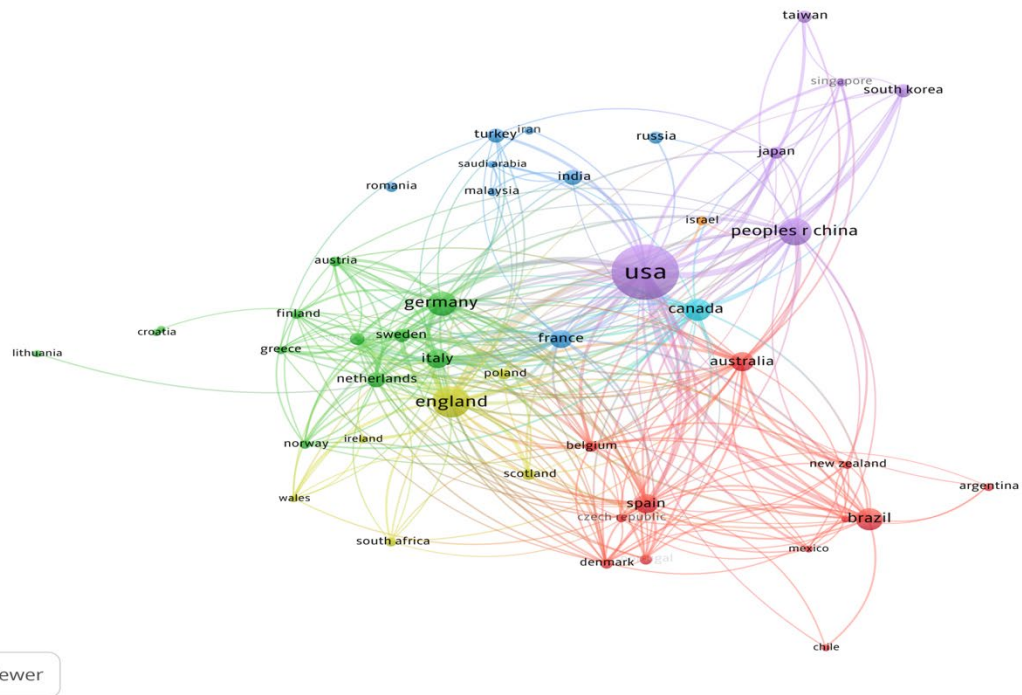 taiwan
singapore
south korea
turkey
iran
russia
japan
saudi arabia
india
romania
malaysia
israel
peoples r china
austria
usa
germany
canada
finland
croatia
sweden
france
greece
lithuania
italy
australia
poland
netherlands
england
norway
ireland
belgium
new zealand
scotland
argentina
wales
spain
czech republic
brazil
south africa
mexico
denmark
gal
chile
ewer